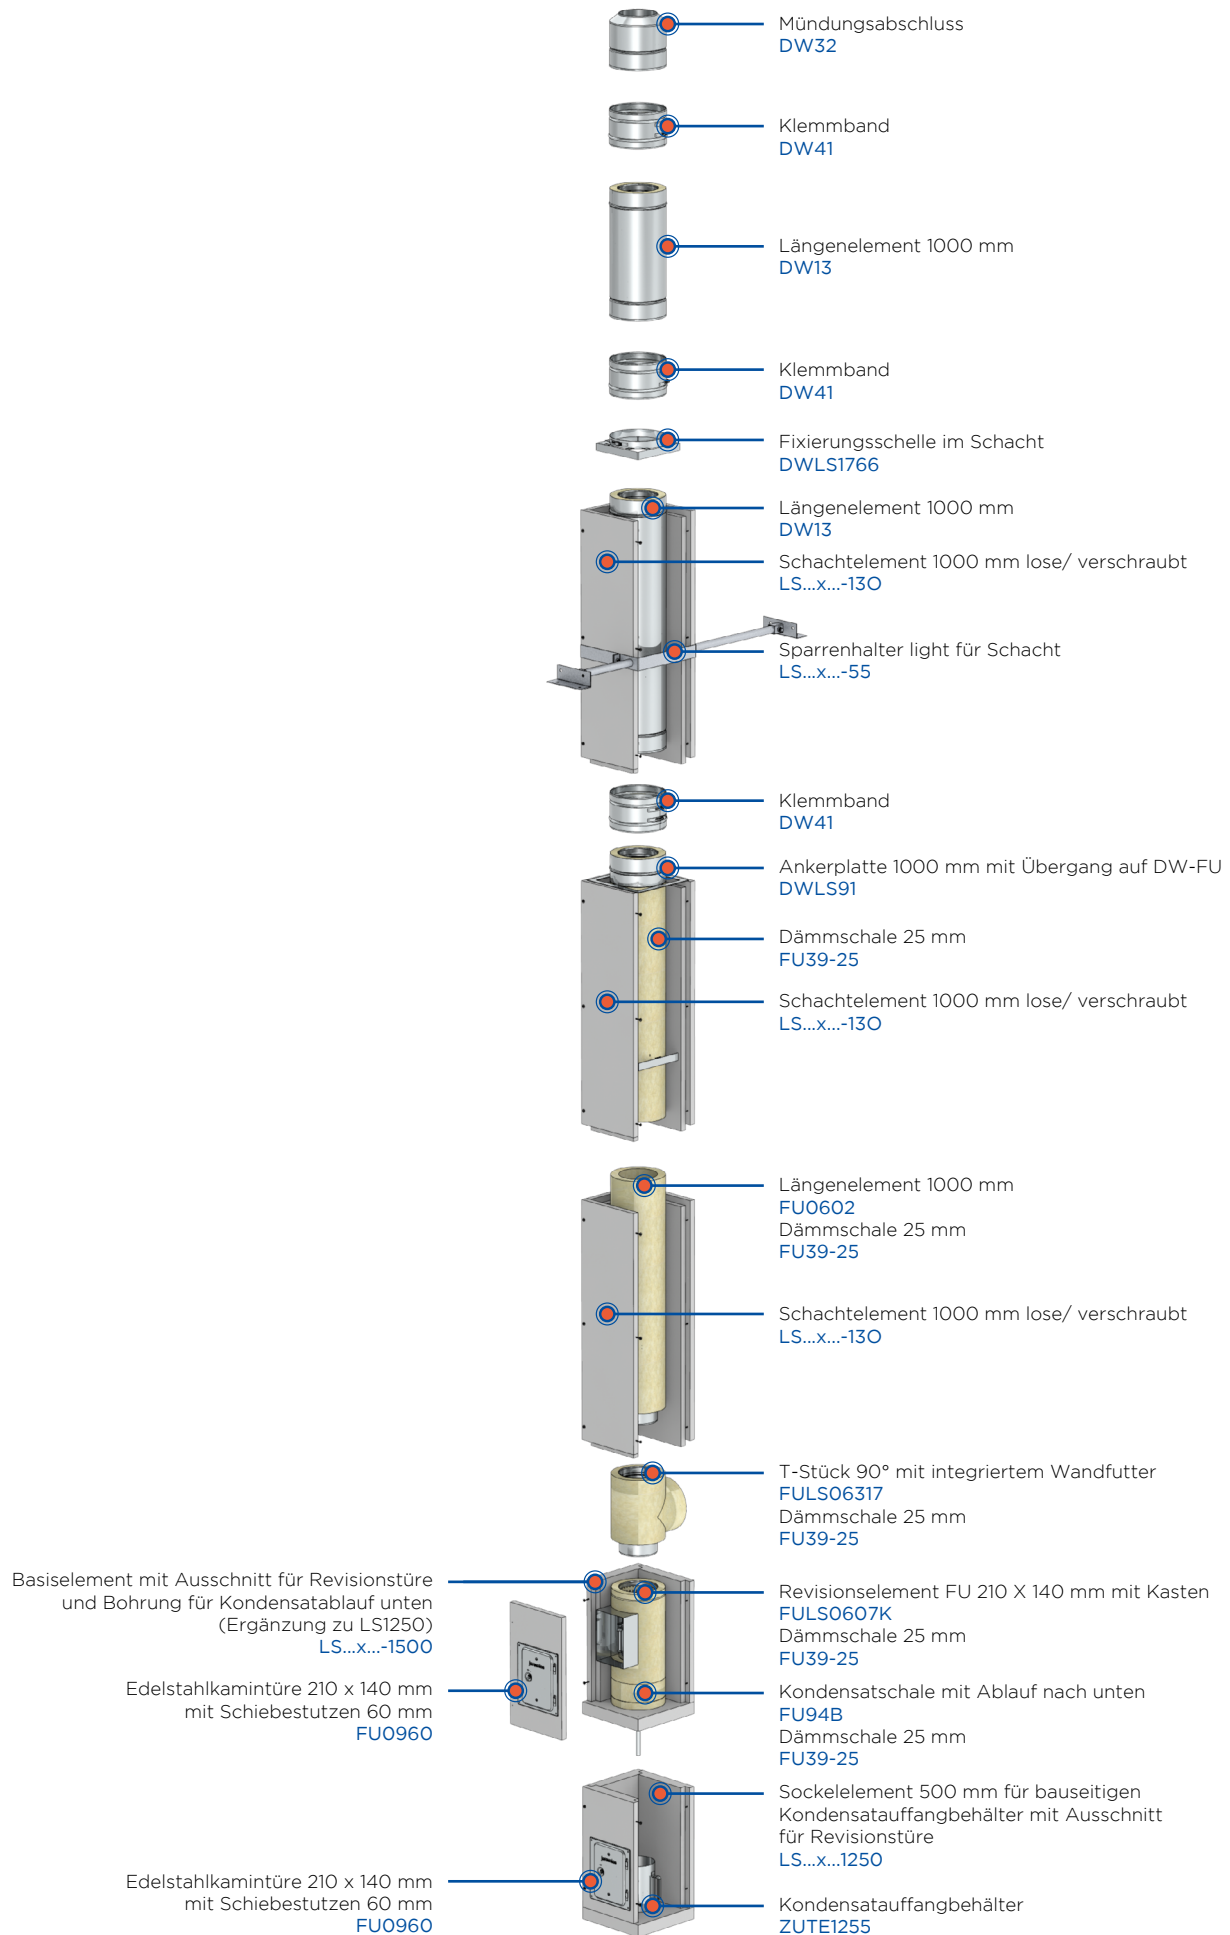 Mündungsabschluss
DW32
Klemmband
DW41
Längenelement 1000 mm
DW13
Klemmband
DW41
Fixierungsschelle im Schacht
DWLS1766
Längenelement 1000 mm
DW13
Schachtelement 1000 mm lose/ verschraubt
LS...x...-13O
Sparrenhalter light für Schacht
LS...x...-55
Klemmband
DW41
Ankerplatte 1000 mm mit Übergang auf DW-FU
DWLS91
Dämmschale 25 mm
FU39-25
Schachtelement 1000 mm lose/ verschraubt
LS...x...-13O
Längenelement 1000 mm
FU0602
Dämmschale 25 mm
FU39-25
Schachtelement 1000 mm lose/ verschraubt
LS...x...-13O
T-Stück 90° mit integriertem Wandfutter
FULS06317
Dämmschale 25 mm
FU39-25
Basiselement mit Ausschnitt für Revisionstüre
und Bohrung für Kondensatablauf unten
(Ergänzung zu LS1250)
LS...x...-1500
Revisionselement FU 210 X 140 mm mit Kasten
FULS0607K
Dämmschale 25 mm
FU39-25
Edelstahlkamintüre 210 x 140 mm
mit Schiebestutzen 60 mm
FU0960
Kondensatschale mit Ablauf nach unten
FU94B
Dämmschale 25 mm
FU39-25
Sockelelement 500 mm für bauseitigen
Kondensatauffangbehälter mit Ausschnitt
für Revisionstüre
LS...x...1250
Edelstahlkamintüre 210 x 140 mm
mit Schiebestutzen 60 mm
FU0960
Kondensatauffangbehälter
ZUTE1255